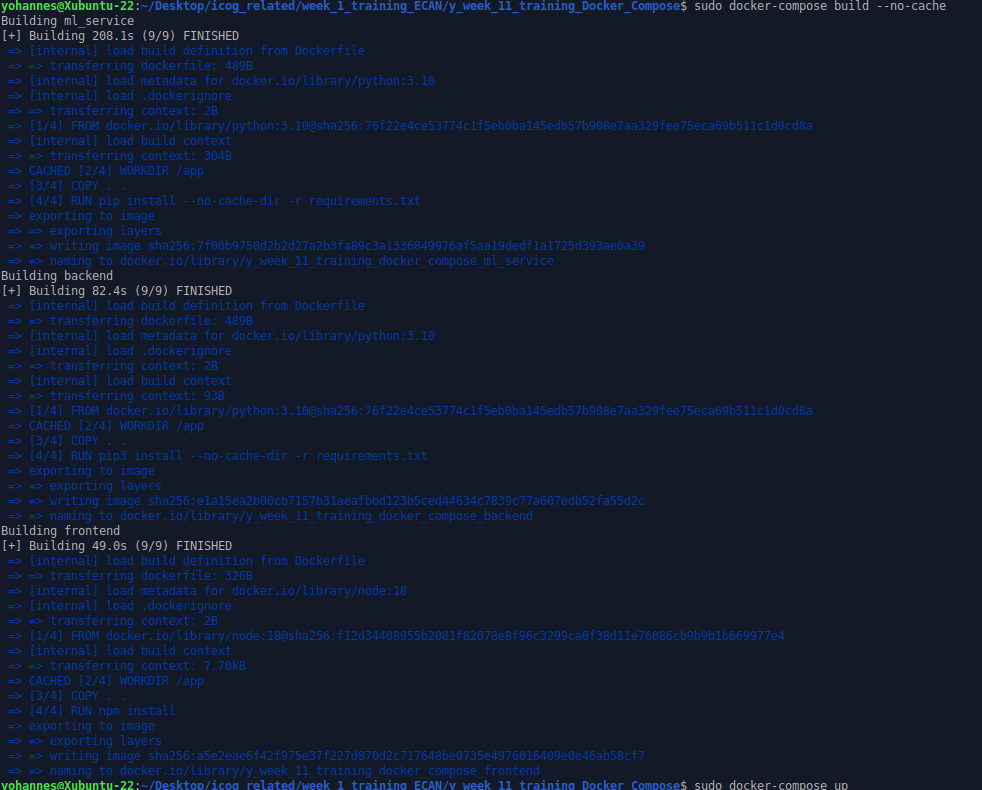 yohannes@Xubuntu-22:~/Desktop/icog_related/week_1_training_ECAN/y_week_11_training_Docker_Compose$ sudo docker-compose build --no-cache
Building ml_service
[+] Building 208.1s (9/9) FINISHED
=> [internal] load build definition from Dockerfile
=> => transferring dockerfile: 489B
=> [internal] load metadata for docker.io/library/python:3.10
=> [internal] load .dockerignore
=> => transferring context: 2B
=> [1/4] FROM docker.io/library/python:3.10@sha256:76f22e4ce53774c1f5eb0ba145edb57b908e7aa329fee75eca69b511c1d0cd8a
=> [internal] load build context
=> => transferring context: 304B
=> CACHED [2/4] WORKDIR /app
=> [3/4] COPY . .
=> [4/4] RUN pip install --no-cache-dir -r requirements.txt
=> exporting to image
=> => exporting layers
=> => writing image sha256:7f00b9750d2b2d27a2b3fa89c3a1336849976af5aa19dedf1a1725d393ae0a39
=> => naming to docker.io/library/y_week_11_training_docker_compose_ml_service
Building backend
[+] Building 82.4s (9/9) FINISHED
=> [internal] load build definition from Dockerfile
=> => transferring dockerfile: 489B
=> [internal] load metadata for docker.io/library/python:3.10
=> [internal] load .dockerignore
=> => transferring context: 2B
=> [internal] load build context
=> => transferring context: 93B
=> [1/4] FROM docker.io/library/python:3.10@sha256:76f22e4ce53774c1f5eb0ba145edb57b908e7aa329fee75eca69b511c1d0cd8a
=> CACHED [2/4] WORKDIR /app
=> [3/4] COPY . .
=> [4/4] RUN pip3 install --no-cache-dir -r requirements.txt
=> exporting to image
=> => exporting layers
=> => writing image sha256:e1a15ea2b00cb7157b31aeafbbd123b5ced44634c7839c77a607edb52fa55d2c
=> => naming to docker.io/library/y_week_11_training_docker_compose_backend
Building frontend
[+] Building 49.0s (9/9) FINISHED
=> [internal] load build definition from Dockerfile
=> => transferring dockerfile: 326B
=> [internal] load metadata for docker.io/library/node:18
=> [internal] load .dockerignore
=> => transferring context: 2B
=> [1/4] FROM docker.io/library/node:18@sha256:f12d34408955b2081f82078e8f96c3299ca0f38d11e76086cb9b9b1b669977e4
=> [internal] load build context
=> => transferring context: 7.70kB
=> CACHED [2/4] WORKDIR /app
=> [3/4] COPY . .
=> [4/4] RUN npm install
=> exporting to image
=> => exporting layers
=> => writing image sha256:a5e2eae6f42f975e37f227d870d2c717648be0735e4976016409e0e46ab58cf7
=> => naming to docker.io/library/y_week_11_training_docker_compose_frontend
yohannes@Xubuntu-22:~/Desktop/icog_related/week_1_training_ECAN/y_week_11_training_Docker_Compose$ sudo docker-compose up